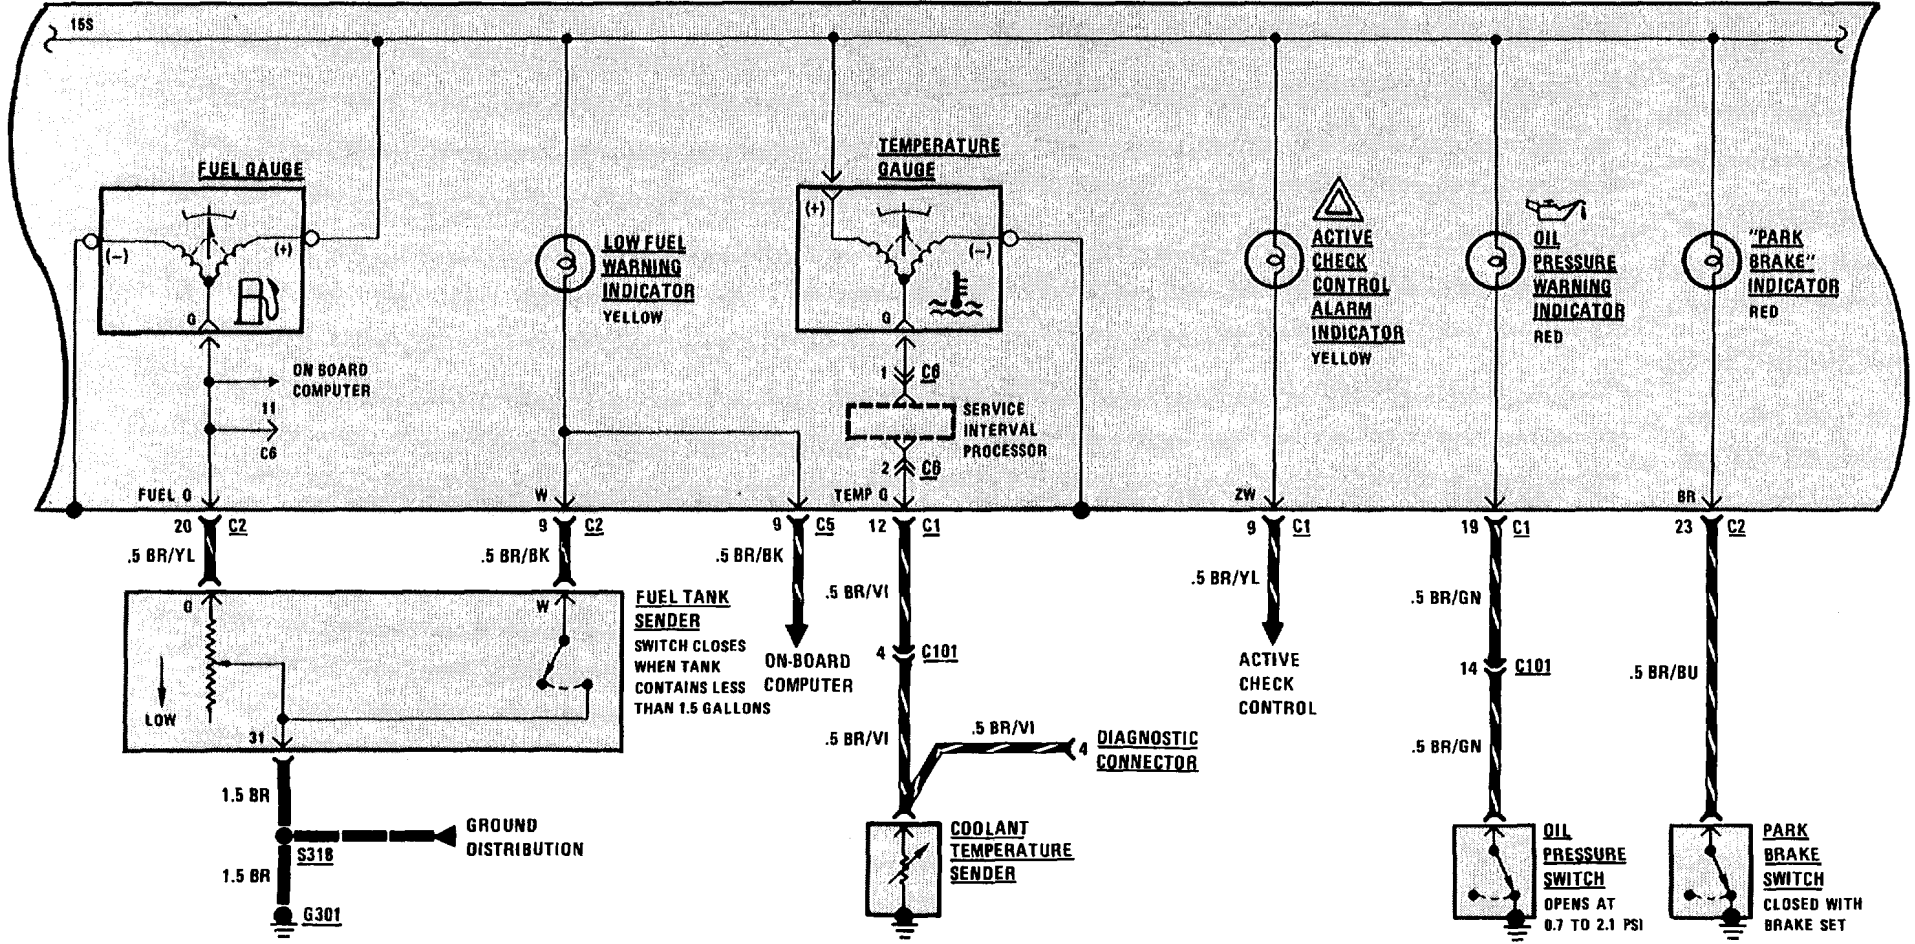 15S
FUEL GAUGE
(-)
(+)
G
ON BOARD
COMPUTER
11
C6
FUEL G
LOW FUEL
WARNING
INDICATOR
YELLOW
W
TEMPERATURE
GAUGE
(+)
(-)
G
1 C6
SERVICE
INTERVAL
PROCESSOR
2 C6
TEMP G
ACTIVE
CHECK
CONTROL
ALARM
INDICATOR
YELLOW
ZW
OIL
PRESSURE
WARNING
INDICATOR
RED
"PARK
BRAKE"
INDICATOR
RED
BR
20 C2
9 C2
9 C5
12 C1
9 C1
19 C1
23 C2
.5 BR/YL
.5 BR/BK
.5 BR/BK
.5 BR/VI
.5 BR/YL
.5 BR/GN
.5 BR/BU
G
W
LOW
31
FUEL TANK
SENDER
SWITCH CLOSES
WHEN TANK
CONTAINS LESS
THAN 1.5 GALLONS
ON-BOARD
COMPUTER
4 C101
ACTIVE
CHECK
CONTROL
14 C101
.5 BR/VI
.5 BR/VI
4 DIAGNOSTIC
CONNECTOR
.5 BR/GN
1.5 BR
GROUND
DISTRIBUTION
S318
1.5 BR
G301
COOLANT
TEMPERATURE
SENDER
OIL
PRESSURE
SWITCH
OPENS AT
0.7 TO 2.1 PSI
PARK
BRAKE
SWITCH
CLOSED WITH
BRAKE SET